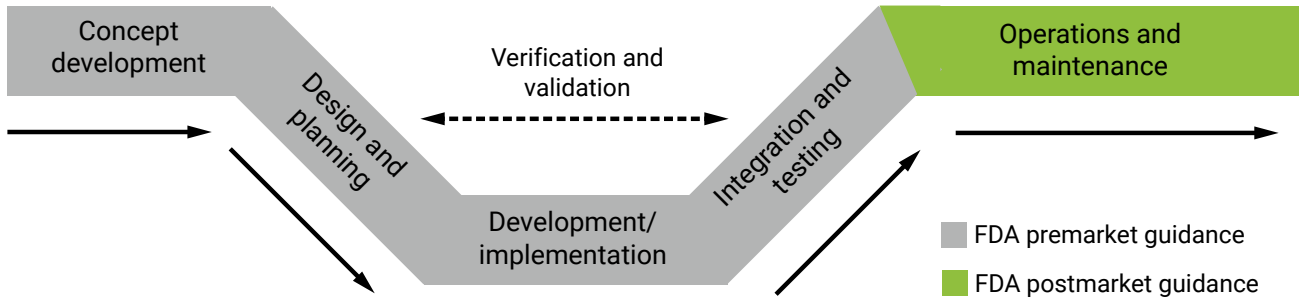 Concept
development
Design and
planning
Verification and
validation
Development/
implementation
Integration and
testing
Operations and
maintenance
FDA premarket guidance
FDA postmarket guidance